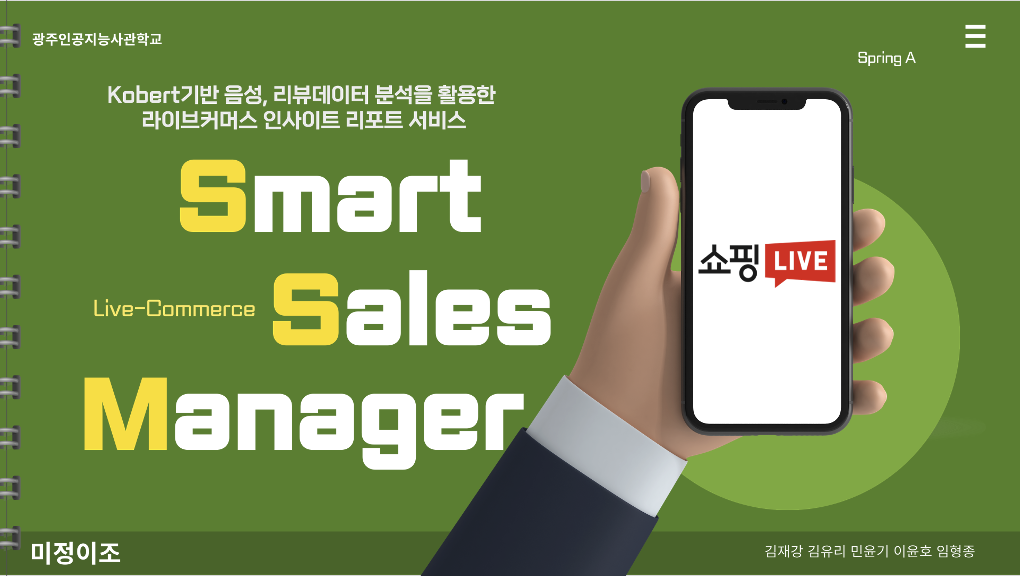 광주인공지능사관학교
Spring A
Kobert기반 음성, 리뷰데이터 분석을 활용한
라이브커머스 인사이트 리포트 서비스
Smart
Live-Commerce Sales
Manager
쇼핑 LIVE
미정이조
김재강 김유리 민윤기 이윤호 임형종